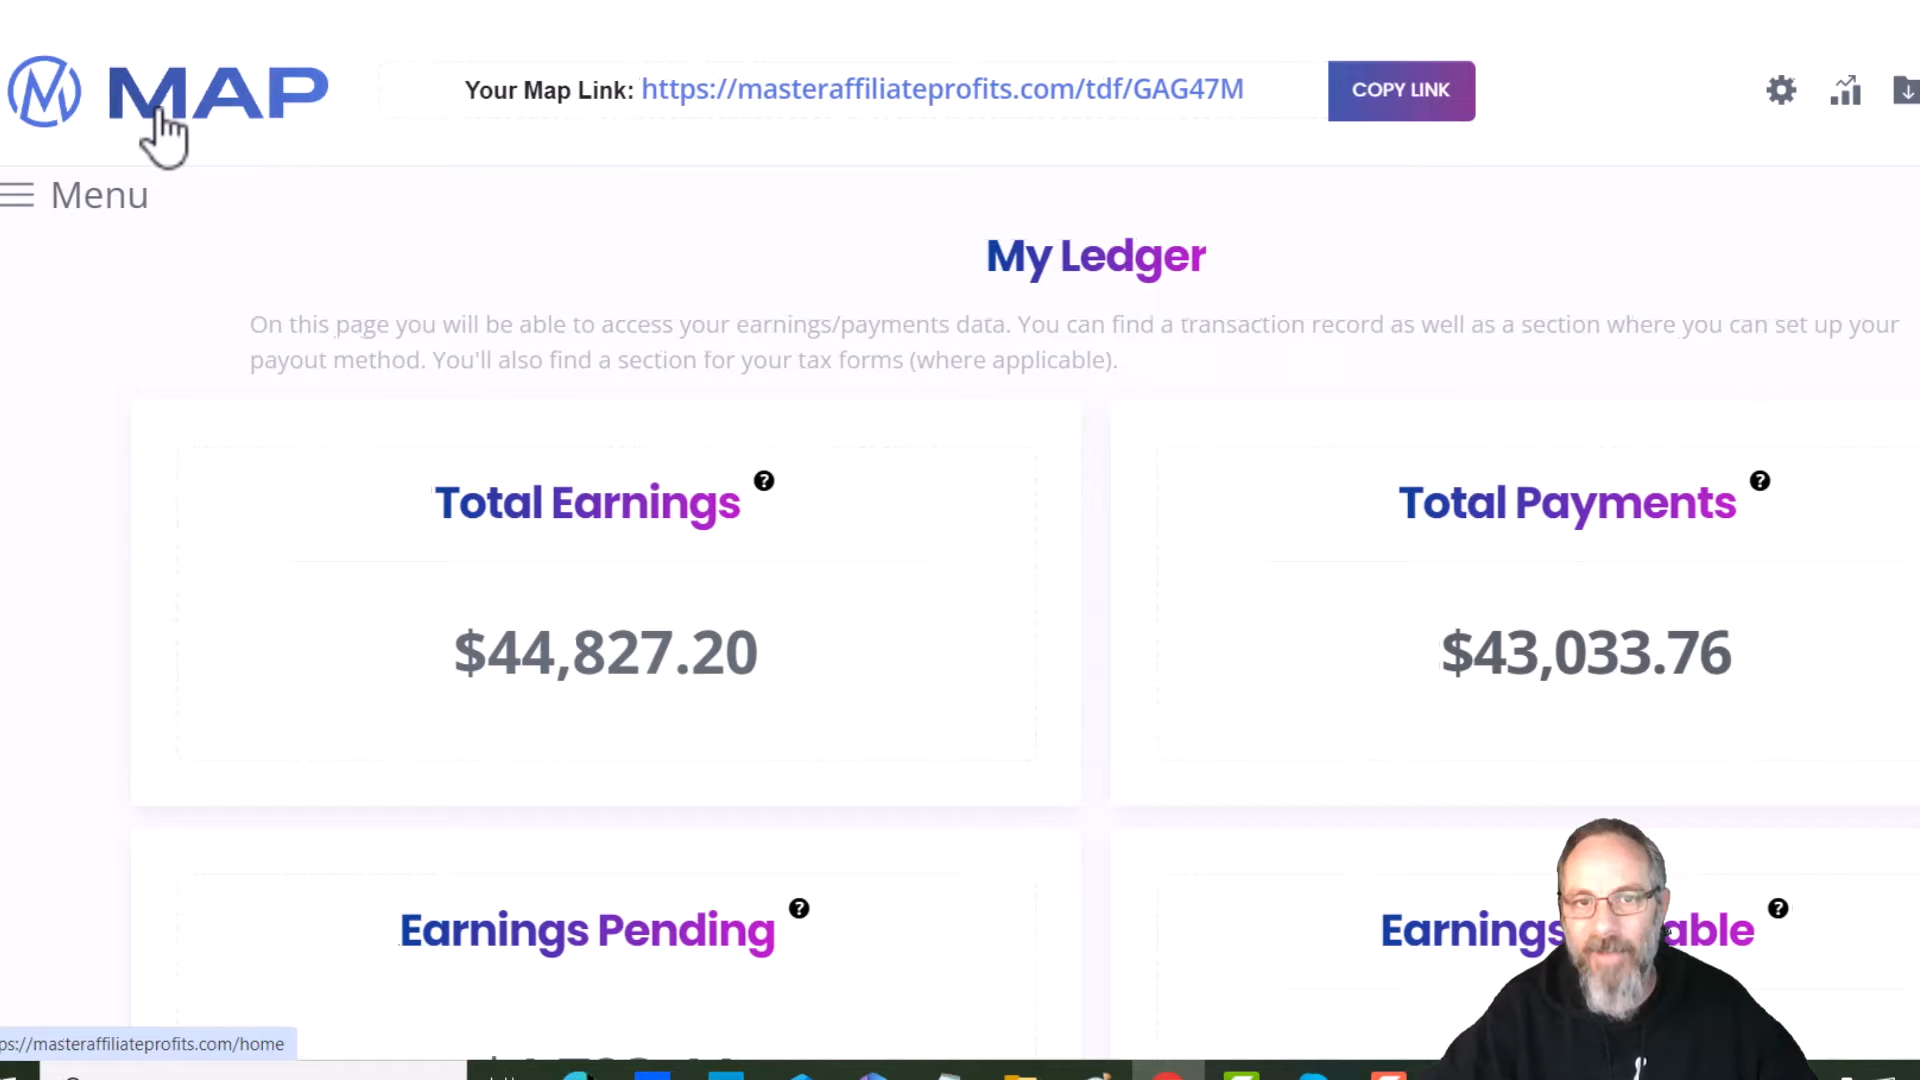 MAP
Your Map Link: https://masteraffiliateprofits.com/tdf/GAG47M
COPY LINK
Menu
My Ledger
On this page you will be able to access your earnings/payments data. You can find a transaction record as well as a section where you can set up your
payout method. You'll also find a section for your tax forms (where applicable).
Total Earnings ?
Total Payments ?
$44,827.20
$43,033.76
Earnings Pending ?
Earnings able ?
ps://masteraffiliateprofits.com/home